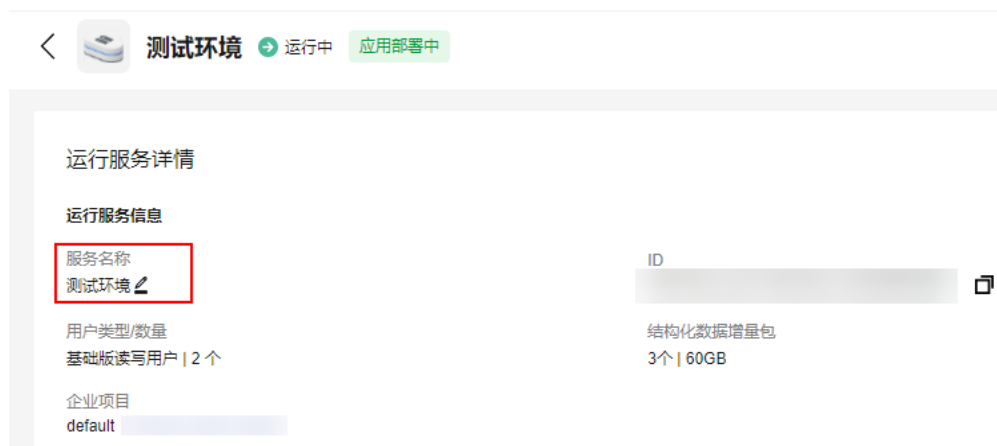 测试环境 运行中 应用部署中
运行服务详情
运行服务信息
服务名称 ID
测试环境
用户类型/数量 结构化数据增量包
基础版读写用户 | 2 个 3个 | 60GB
企业项目
default